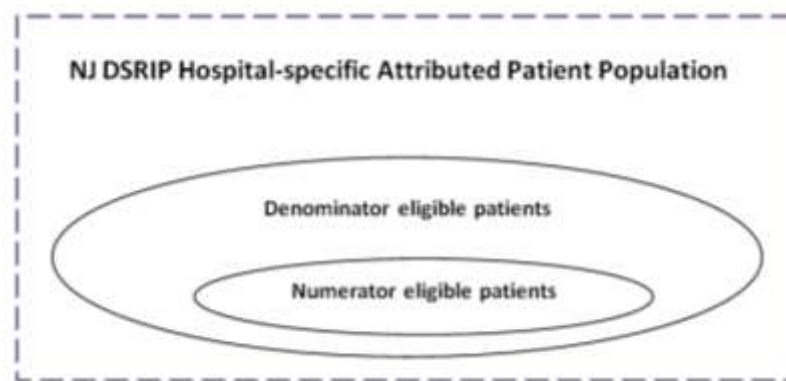 NJ DSRIP Hospital-specific Attributed Patient Population
Denominator eligible patients
Numerator eligible patients